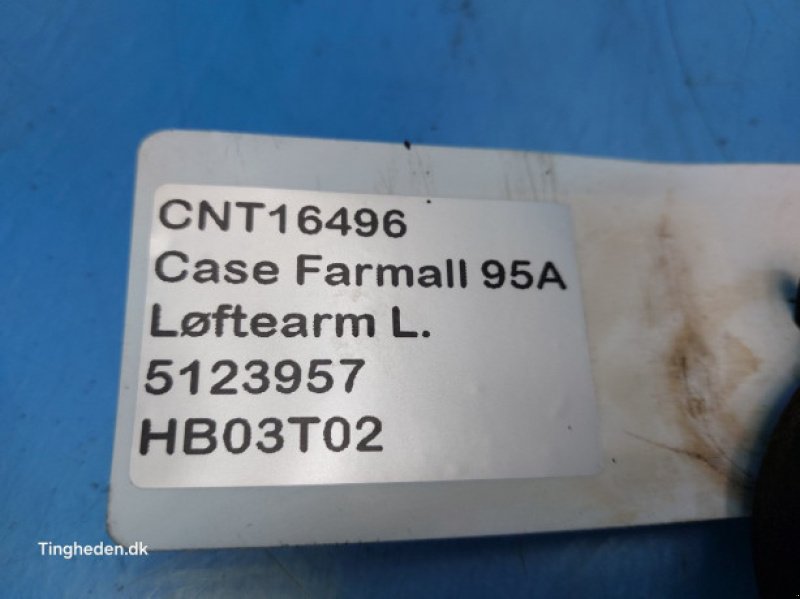 CNT16496
Case Farmall 95A
Løftearm L.
5123957
HB03T02
Tingheden.dk